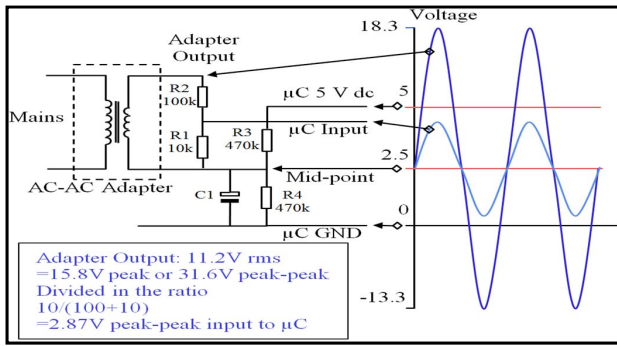 Voltage
18.3
Adapter
Output
R2
100k
µC 5 V dc
5
Mains
R1
10k
R3
470k
µC Input
2.5
Mid-point
AC-AC Adapter
C1
R4
470k
0
µC GND
Adapter Output: 11.2V rms
=15.8V peak or 31.6V peak-peak
Divided in the ratio
10/(100+10)
=2.87V peak-peak input to µC
-13.3